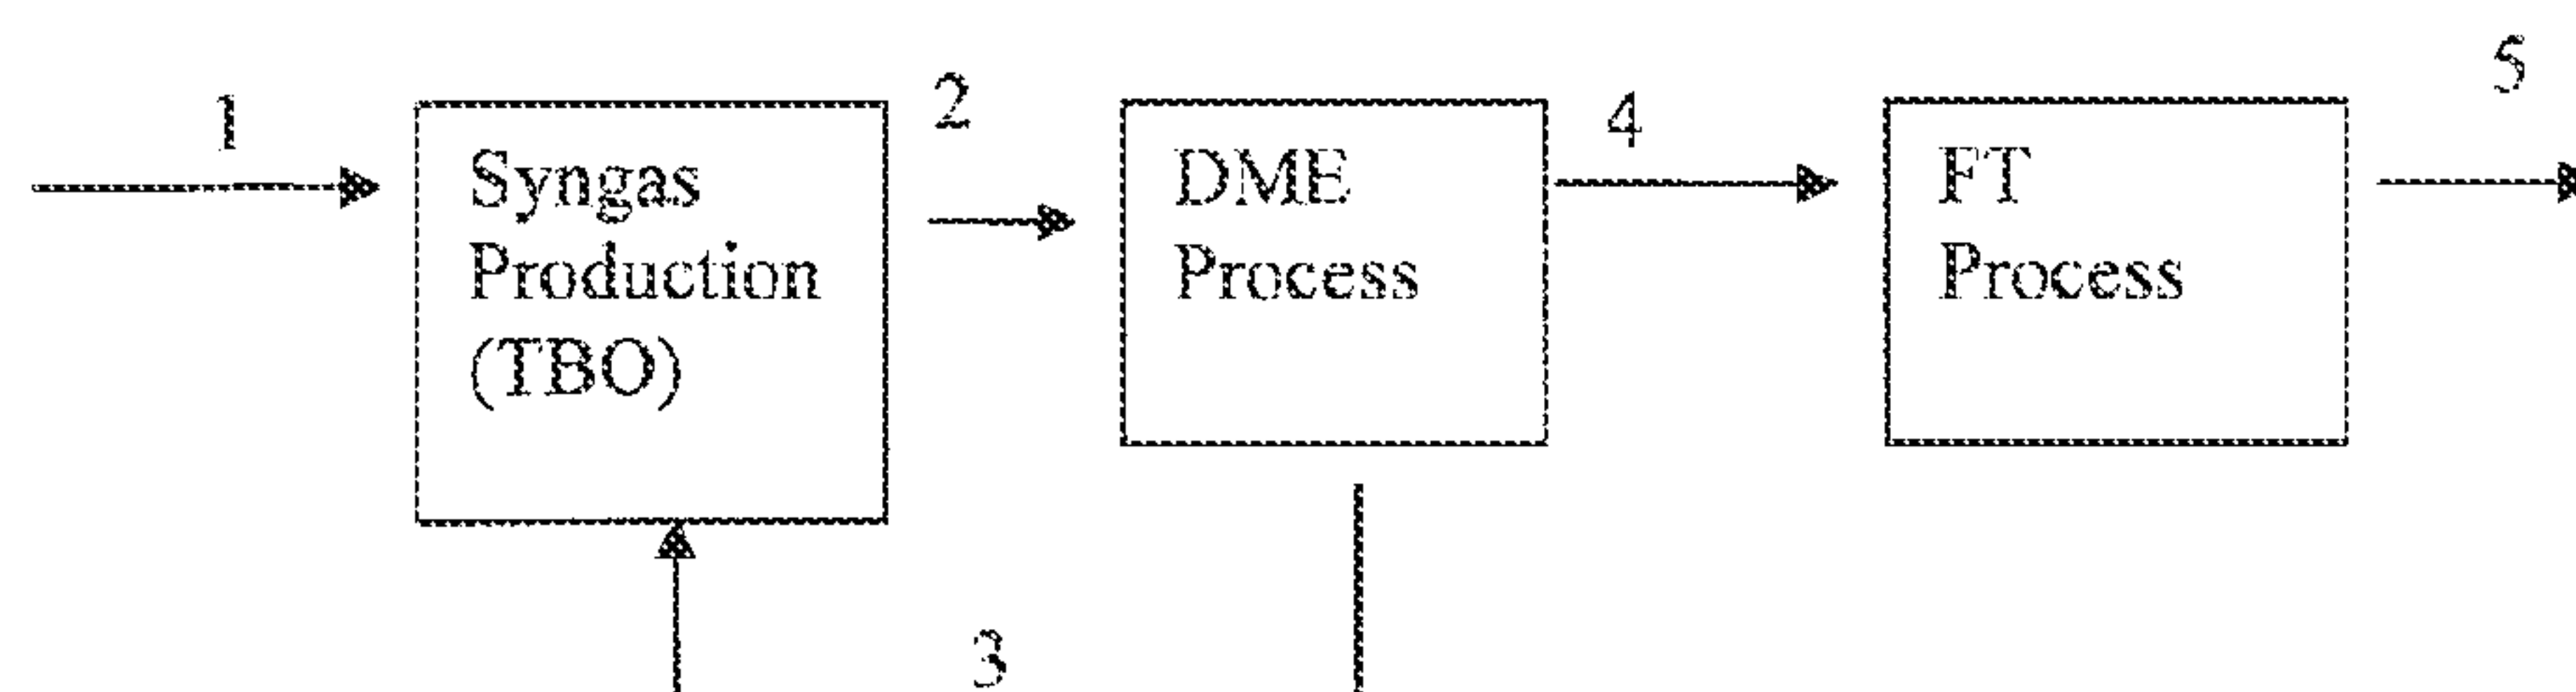 1
Syngas
Production
(TBO)
2
DME
Process
4
FT
Process
5
3